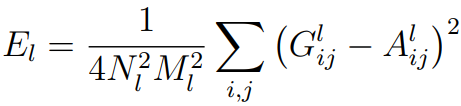 E_l = \frac{1}{4N_l^2 M_l^2} \sum_{i,j} \left( G_{ij}^l - A_{ij}^l \right)^2